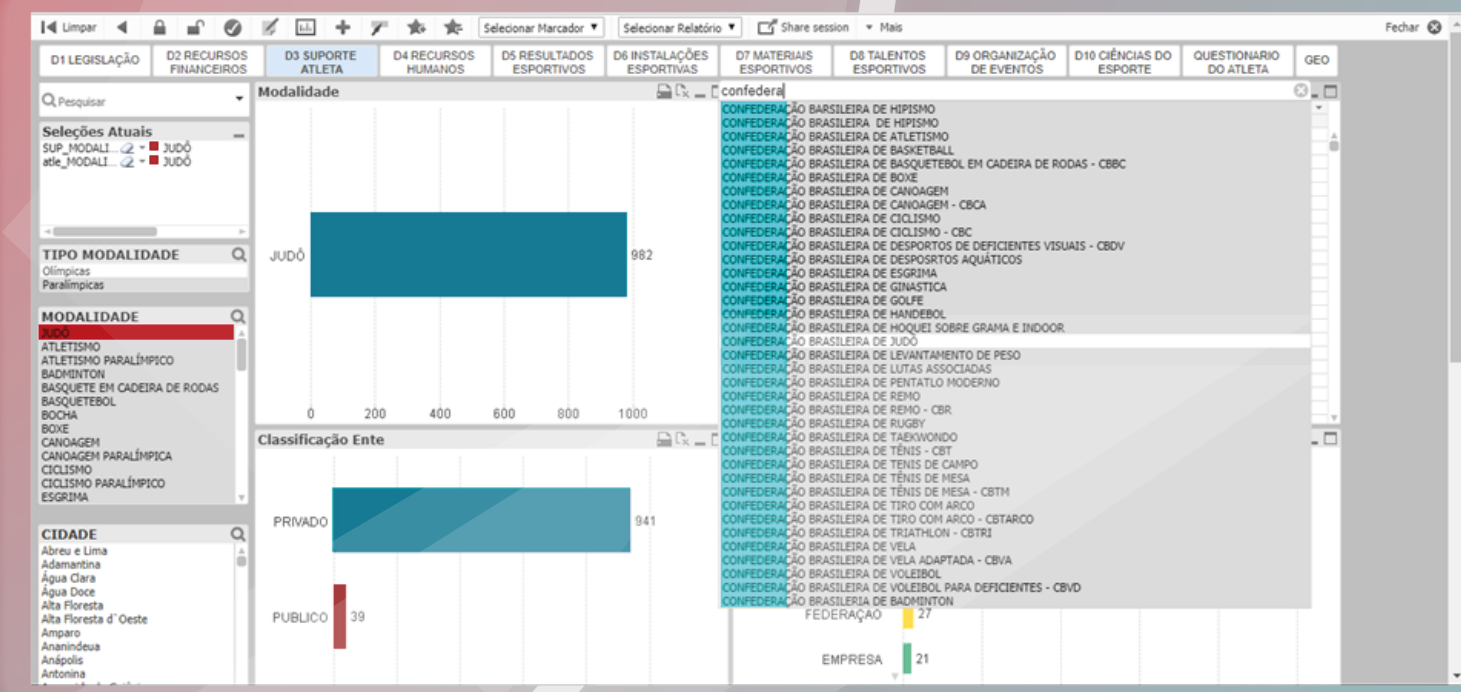 Limpar
Selecionar Marcador
Selecionar Relatório
Share session
Mais
Fechar
D1 LEGISLAÇÃO
D2 RECURSOS FINANCEIROS
D3 SUPORTE ATLETA
D4 RECURSOS HUMANOS
D5 RESULTADOS ESPORTIVOS
D6 INSTALAÇÕES ESPORTIVAS
D7 MATERIAIS ESPORTIVOS
D8 TALENTOS ESPORTIVOS
D9 ORGANIZAÇÃO DE EVENTOS
D10 CIÊNCIAS DO ESPORTE
QUESTIONARIO DO ATLETA
GEO
Pesquisar
Seleções Atuais
SUP_MODALI... JUDÔ
atle_MODALI... JUDÔ
TIPO MODALIDADE
Olímpicas
Paralímpicas
MODALIDADE
JUDÔ
ATLETISMO
ATLETISMO PARALÍMPICO
BADMINTON
BASQUETE EM CADEIRA DE RODAS
BASQUETEBOL
BOCHA
BOXE
CANOAGEM
CANOAGEM PARALÍMPICA
CICLISMO
CICLISMO PARALÍMPICO
ESGRIMA
CIDADE
Abreu e Lima
Adamantina
Água Clara
Água Doce
Alta Floresta
Alta Floresta d`Oeste
Amparo
Ananindeua
Anápolis
Antonina
Modalidade
JUDÔ
982
0 200 400 600 800 1000
Classificação Ente
PRIVADO 941
PUBLICO 39
confedera
CONFEDERAÇÃO BARSILEIRA DE HIPISMO
CONFEDERAÇÃO BRASILEIRA  DE HIPISMO
CONFEDERAÇÃO BRASILEIRA DE ATLETISMO
CONFEDERAÇÃO BRASILEIRA DE BASKETBALL
CONFEDERAÇÃO BRASILEIRA DE BASQUETEBOL EM CADEIRA DE RODAS - CBBC
CONFEDERAÇÃO BRASILEIRA DE BOXE
CONFEDERAÇÃO BRASILEIRA DE CANOAGEM
CONFEDERAÇÃO BRASILEIRA DE CANOAGEM - CBCA
CONFEDERAÇÃO BRASILEIRA DE CICLISMO
CONFEDERAÇÃO BRASILEIRA DE CICLISMO - CBC
CONFEDERAÇÃO BRASILEIRA DE DESPORTOS DE DEFICIENTES VISUAIS - CBDV
CONFEDERAÇÃO BRASILEIRA DE DESPOSRTOS AQUÁTICOS
CONFEDERAÇÃO BRASILEIRA DE ESGRIMA
CONFEDERAÇÃO BRASILEIRA DE GINASTICA
CONFEDERAÇÃO BRASILEIRA DE GOLFE
CONFEDERAÇÃO BRASILEIRA DE HANDEBOL
CONFEDERAÇÃO BRASILEIRA DE HOQUEI SOBRE GRAMA E INDOOR
CONFEDERAÇÃO BRASILEIRA DE JUDÔ
CONFEDERAÇÃO BRASILEIRA DE LEVANTAMENTO DE PESO
CONFEDERAÇÃO BRASILEIRA DE LUTAS ASSOCIADAS
CONFEDERAÇÃO BRASILEIRA DE PENTATLO MODERNO
CONFEDERAÇÃO BRASILEIRA DE REMO
CONFEDERAÇÃO BRASILEIRA DE REMO - CBR
CONFEDERAÇÃO BRASILEIRA DE RUGBY
CONFEDERAÇÃO BRASILEIRA DE TAEKWONDO
CONFEDERAÇÃO BRASILEIRA DE TÊNIS - CBT
CONFEDERAÇÃO BRASILEIRA DE TENIS DE CAMPO
CONFEDERAÇÃO BRASILEIRA DE TÊNIS DE MESA
CONFEDERAÇÃO BRASILEIRA DE TÊNIS DE MESA - CBTM
CONFEDERAÇÃO BRASILEIRA DE TIRO COM ARCO
CONFEDERAÇÃO BRASILEIRA DE TIRO COM ARCO - CBTARCO
CONFEDERAÇÃO BRASILEIRA DE TRIATHLON - CBTRI
CONFEDERAÇÃO BRASILEIRA DE VELA
CONFEDERAÇÃO BRASILEIRA DE VELA ADAPTADA - CBVA
CONFEDERAÇÃO BRASILEIRA DE VOLEIBOL
CONFEDERAÇÃO BRASILEIRA DE VOLEIBOL PARA DEFICIENTES - CBVD
CONFEDERAÇÃO BRASILERIA DE BADMINTON
FEDERAÇÃO 27
EMPRESA 21